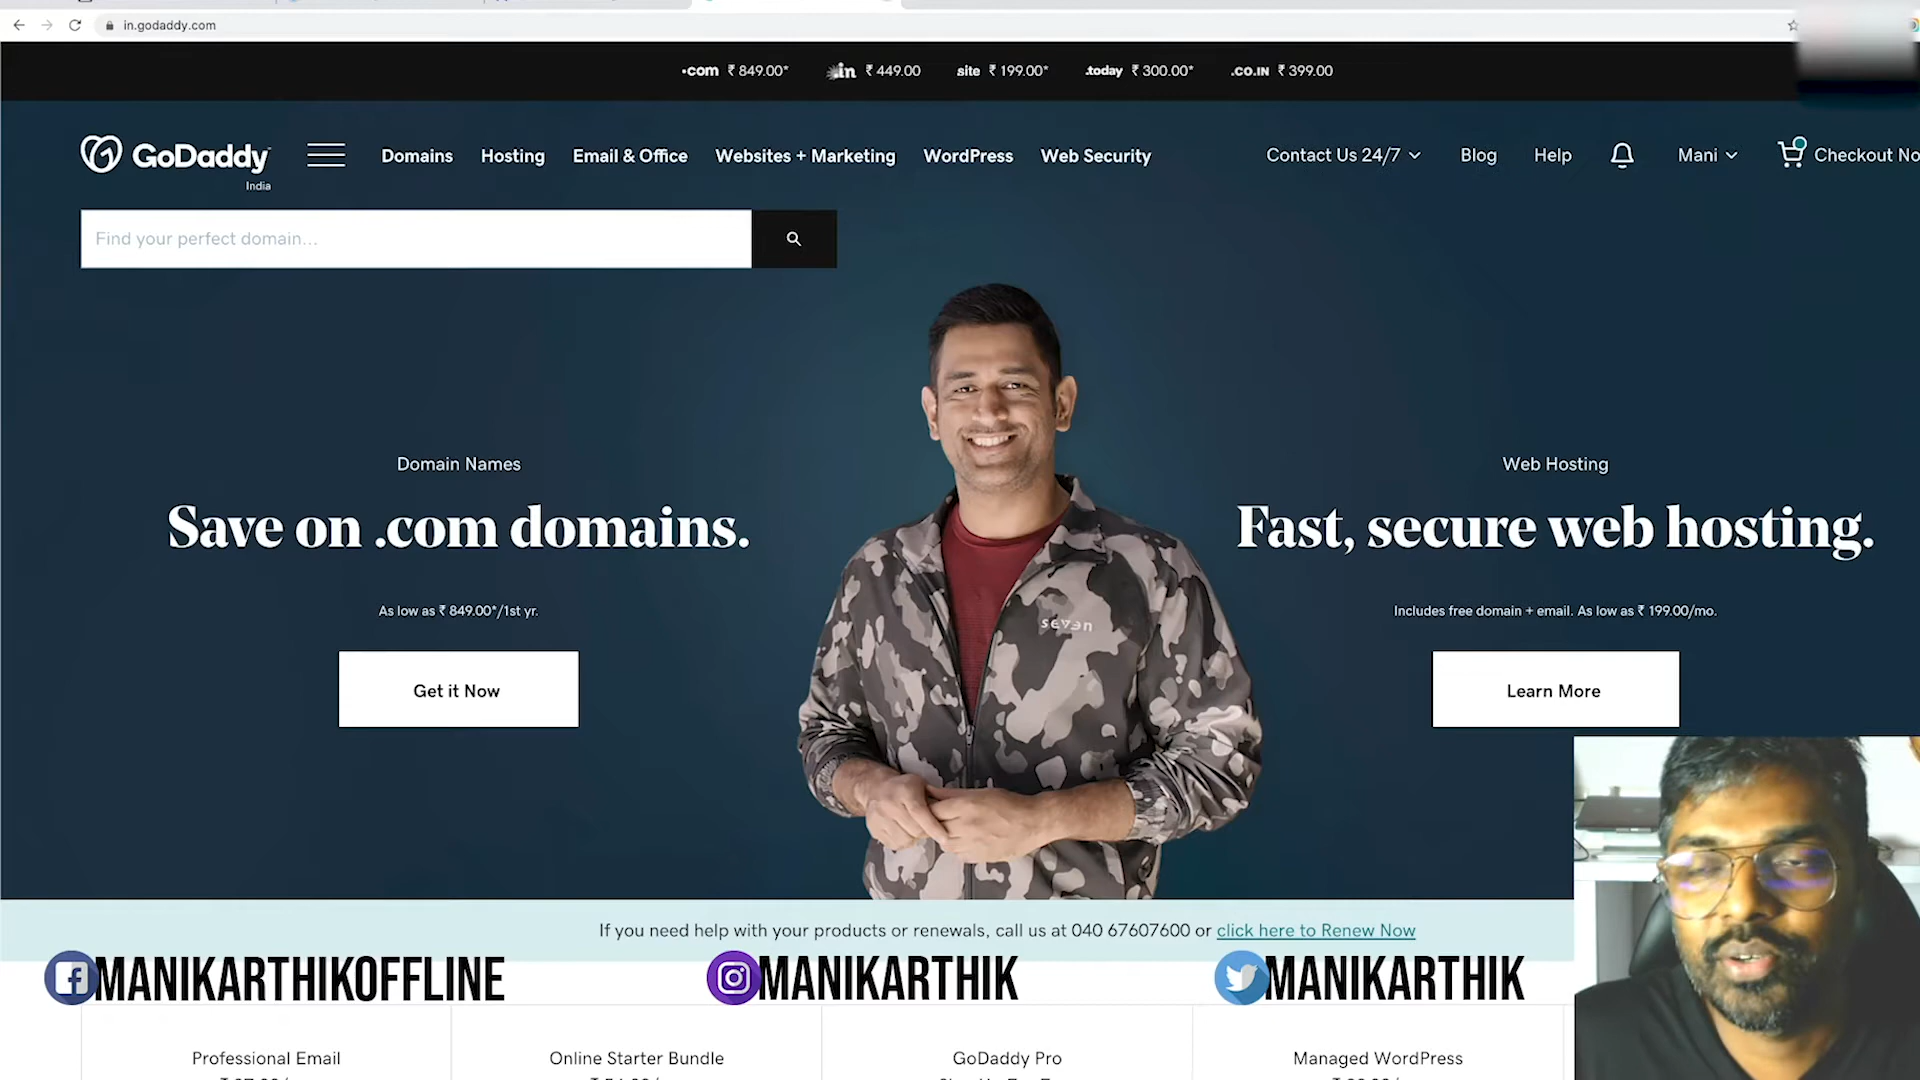 in.godaddy.com
.com ₹ 849.00* .in ₹ 449.00 site ₹ 199.00* .today ₹ 300.00* .co.in ₹ 399.00
GoDaddy
India
Domains Hosting Email & Office Websites + Marketing WordPress Web Security Contact Us 24/7 Blog Help Mani Checkout No
Find your perfect domain...
Domain Names
Save on .com domains.
As low as ₹ 849.00*/1st yr.
Get it Now
seven
Web Hosting
Fast, secure web hosting.
Includes free domain + email. As low as ₹ 199.00/mo.
Learn More
If you need help with your products or renewals, call us at 040 67607600 or click here to Renew Now
MANIKARTHIKOFFLINE MANIKARTHIK MANIKARTHIK
Professional Email Online Starter Bundle GoDaddy Pro Managed WordPress